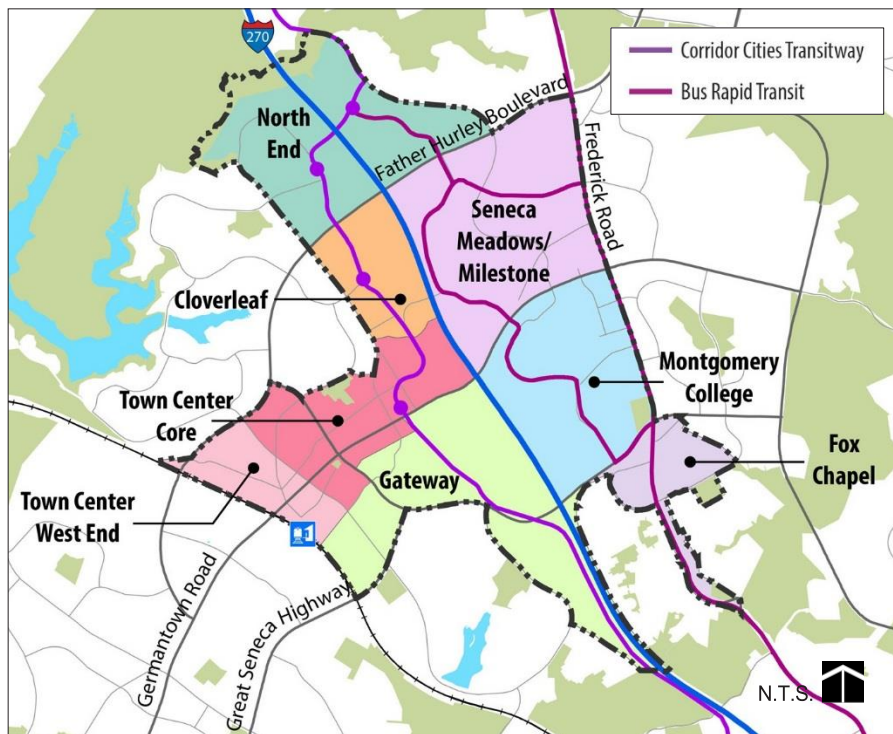 270
Corridor Cities Transitway
Bus Rapid Transit
North
End
Father Hurley Boulevard
Frederick Road
Seneca
Meadows/
Milestone
Cloverleaf
Montgomery
College
Town Center
Core
Fox
Chapel
Gateway
Town Center
West End
Germantown Road
Great Seneca Highway
N.T.S.